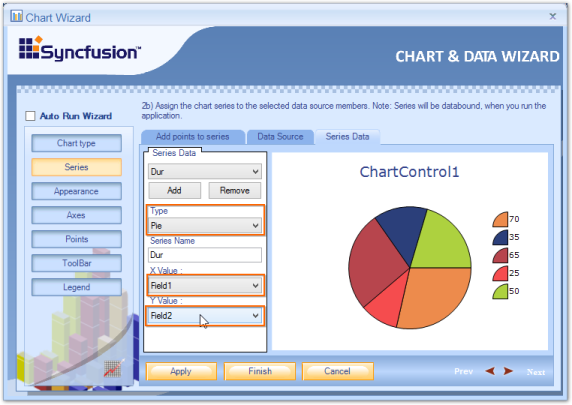 Chart Wizard
x
Syncfusion™
CHART & DATA WIZARD
Auto Run Wizard
2b) Assign the chart series to the selected data source members. Note: Series will be databound, when you run the
application.
Add points to series
Data Source
Series Data
Chart type
Series
Appearance
Axes
Points
ToolBar
Legend
Series Data
Dur
Add
Remove
Type
Pie
Series Name
Dur
X Value :
Field1
Y Value :
Field2
ChartControl1
70
35
65
25
50
Apply
Finish
Cancel
Prev
Next